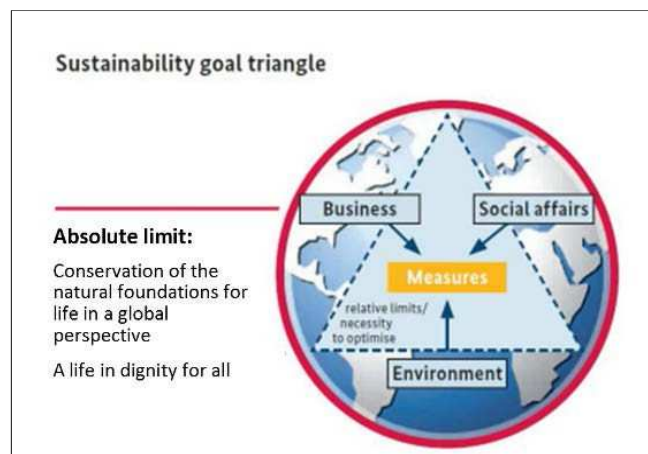 Sustainability goal triangle
Business
Social affairs
Absolute limit:
Measures
Conservation of the
natural foundations for
life in a global
perspective
relative limits/
necessity
to optimise
A life in dignity for all
Environment